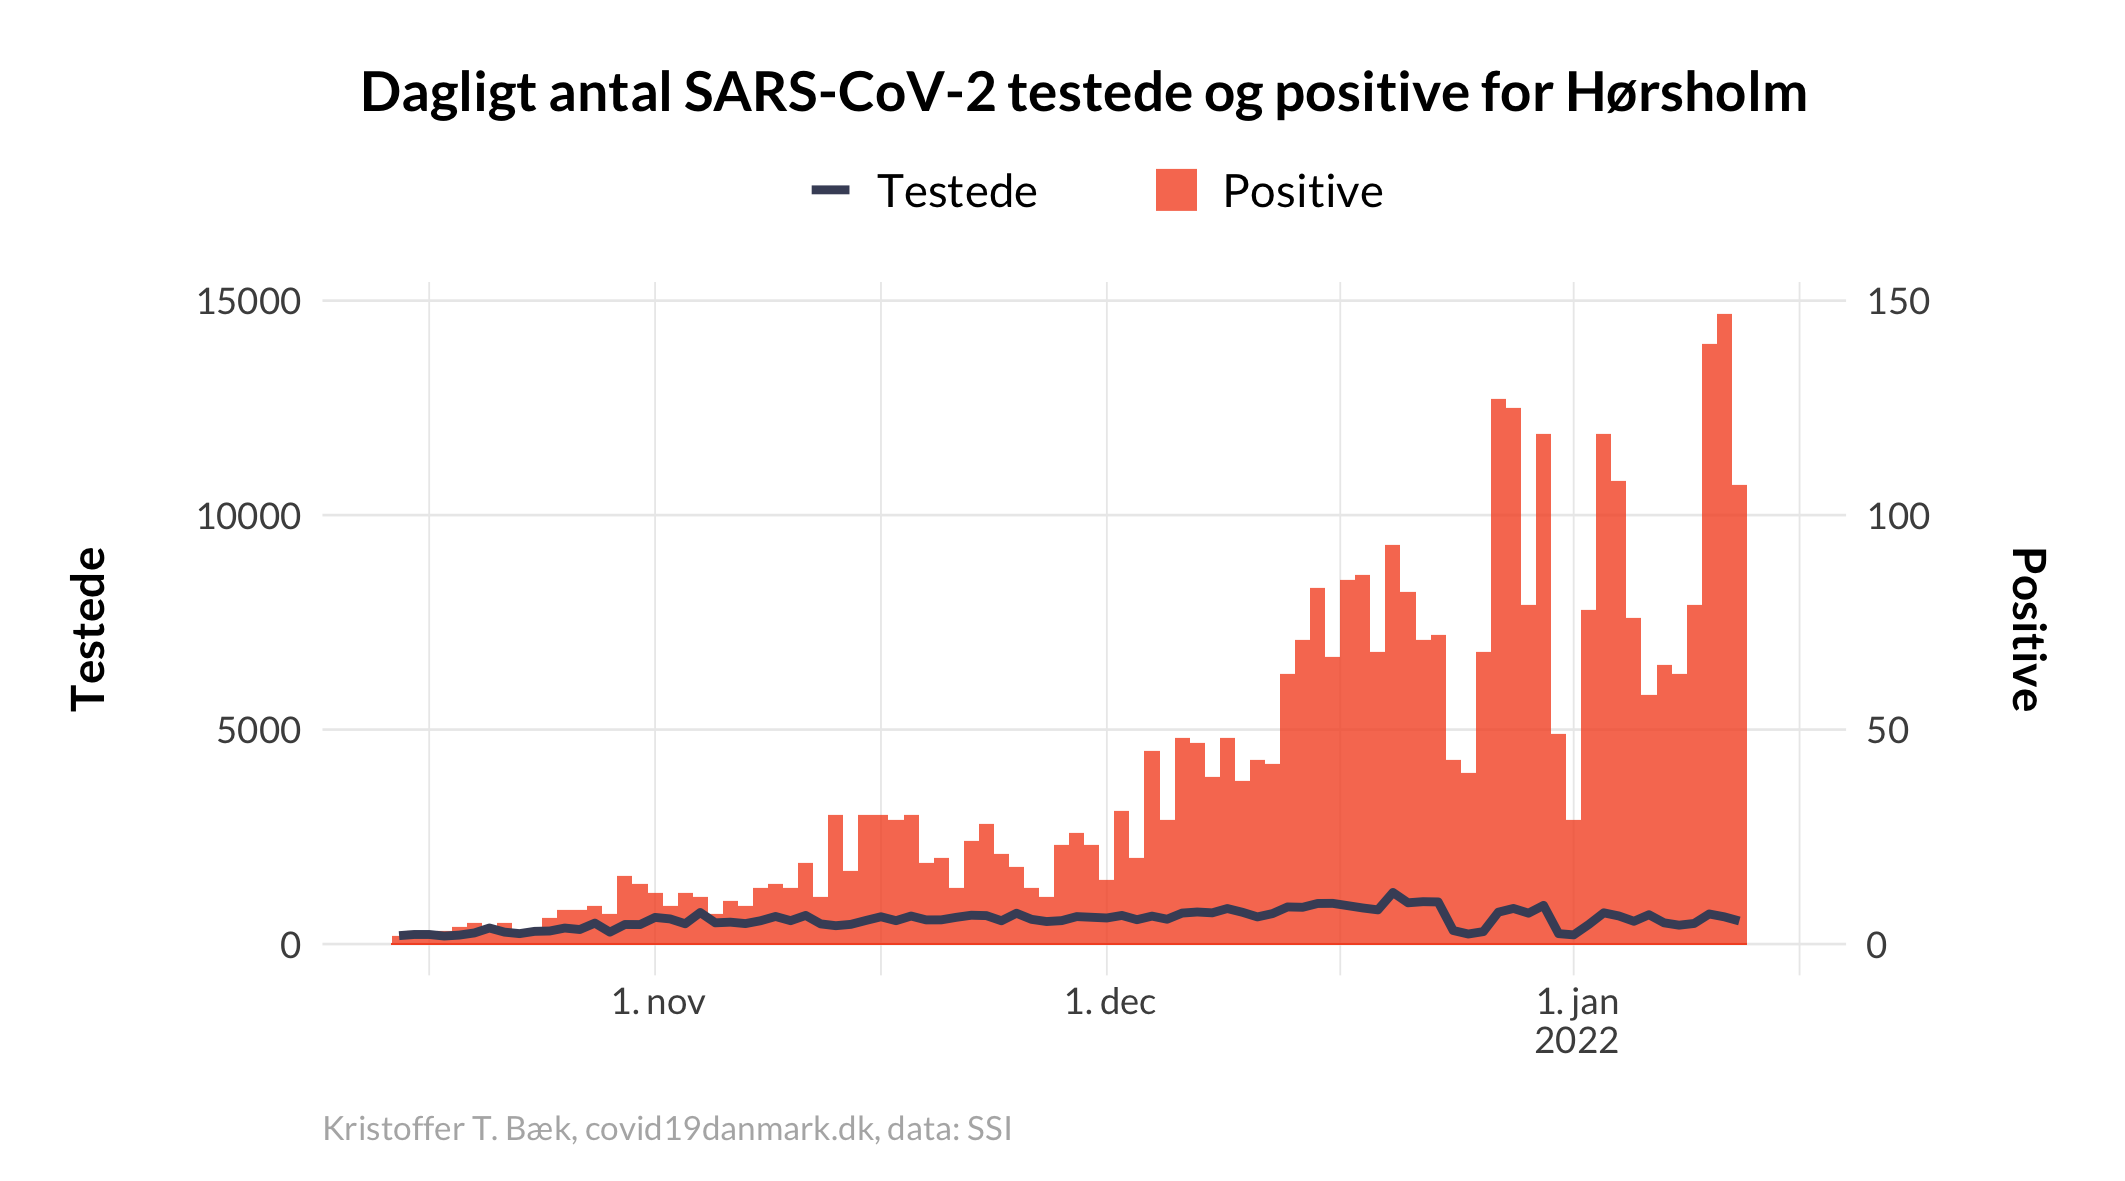 Dagligt antal SARS-CoV-2 testede og positive for Hørsholm
Testede
Positive
15000
10000
5000
0
Testede
150
100
50
0
Positive
1. nov
1. dec
1. jan
2022
Kristoffer T. Bæk, covid19danmark.dk, data: SSI